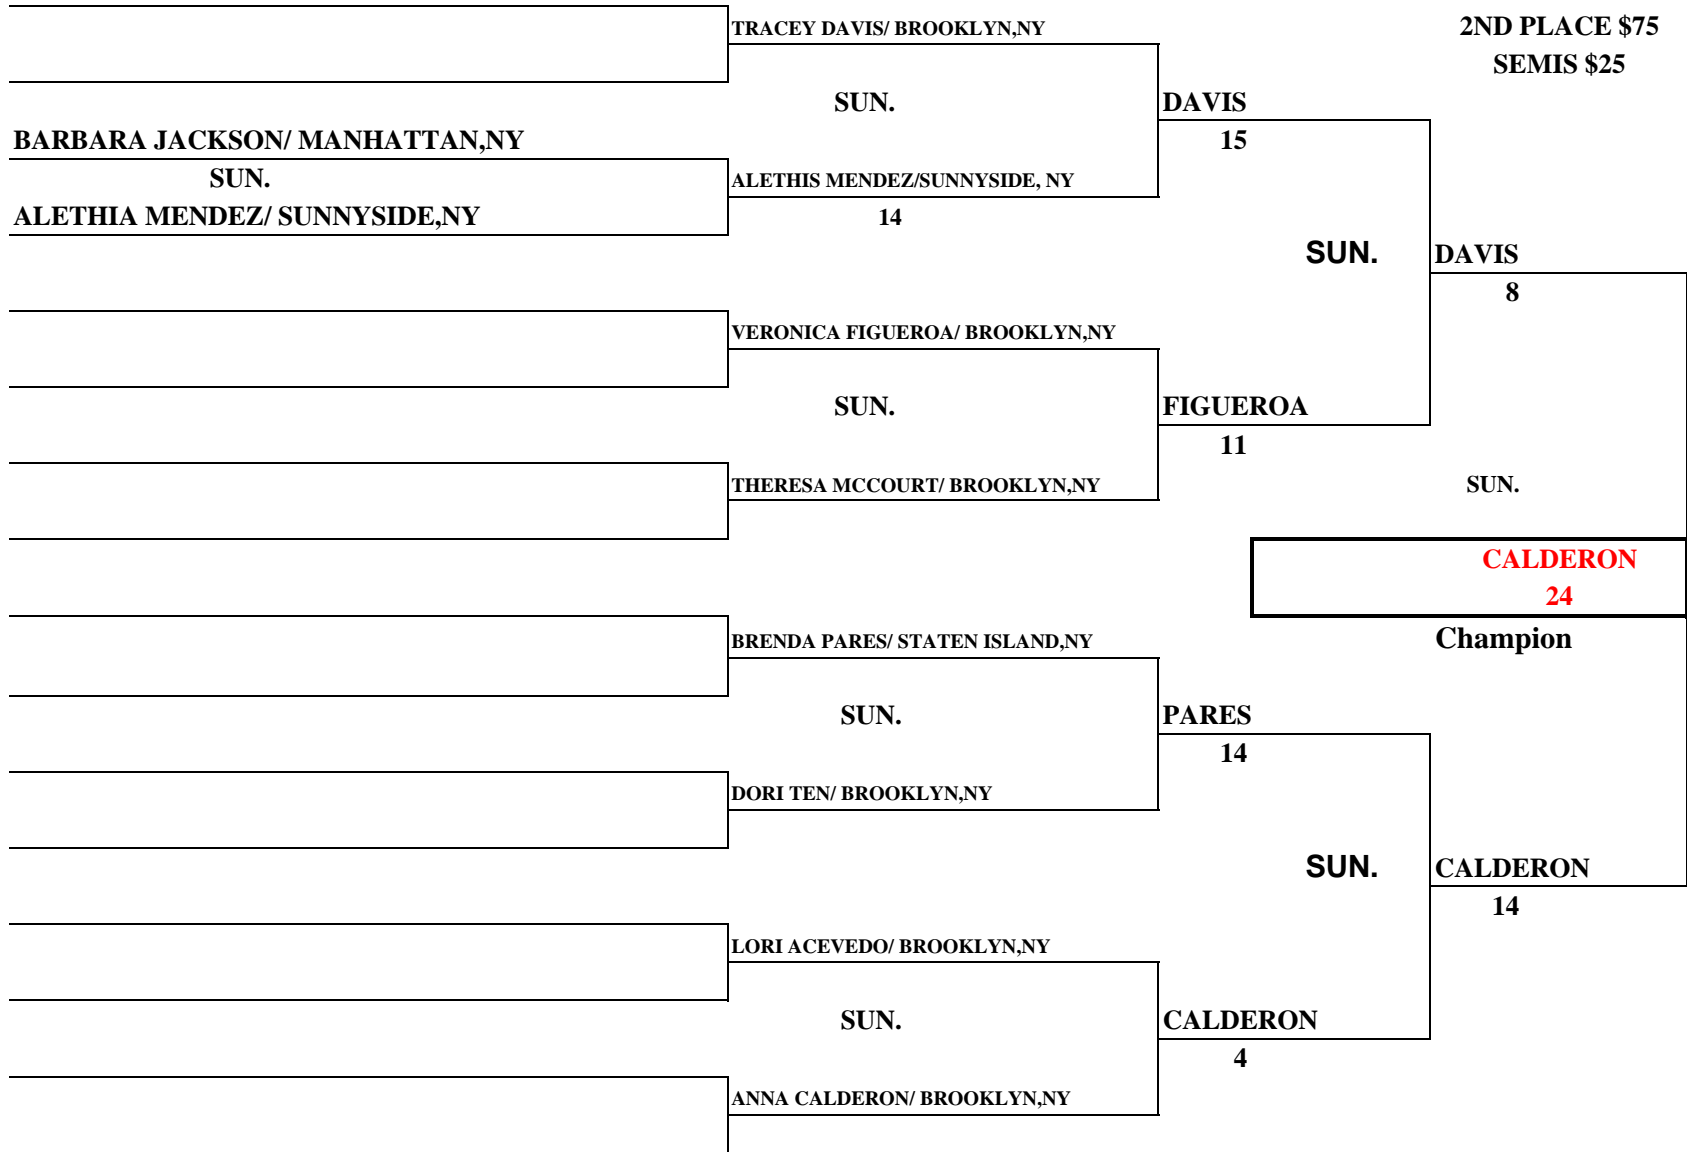 TRACEY DAVIS/ BROOKLYN,NY
2ND PLACE $75
SEMIS $25
SUN.
DAVIS
BARBARA JACKSON/ MANHATTAN,NY
15
SUN.
ALETHIS MENDEZ/SUNNYSIDE, NY
ALETHIA MENDEZ/ SUNNYSIDE,NY
14
SUN.
DAVIS
8
VERONICA FIGUEROA/ BROOKLYN,NY
SUN.
FIGUEROA
11
THERESA MCCOURT/ BROOKLYN,NY
SUN.
CALDERON
24
BRENDA PARES/ STATEN ISLAND,NY
Champion
SUN.
PARES
14
DORI TEN/ BROOKLYN,NY
SUN.
CALDERON
14
LORI ACEVEDO/ BROOKLYN,NY
SUN.
CALDERON
4
ANNA CALDERON/ BROOKLYN,NY